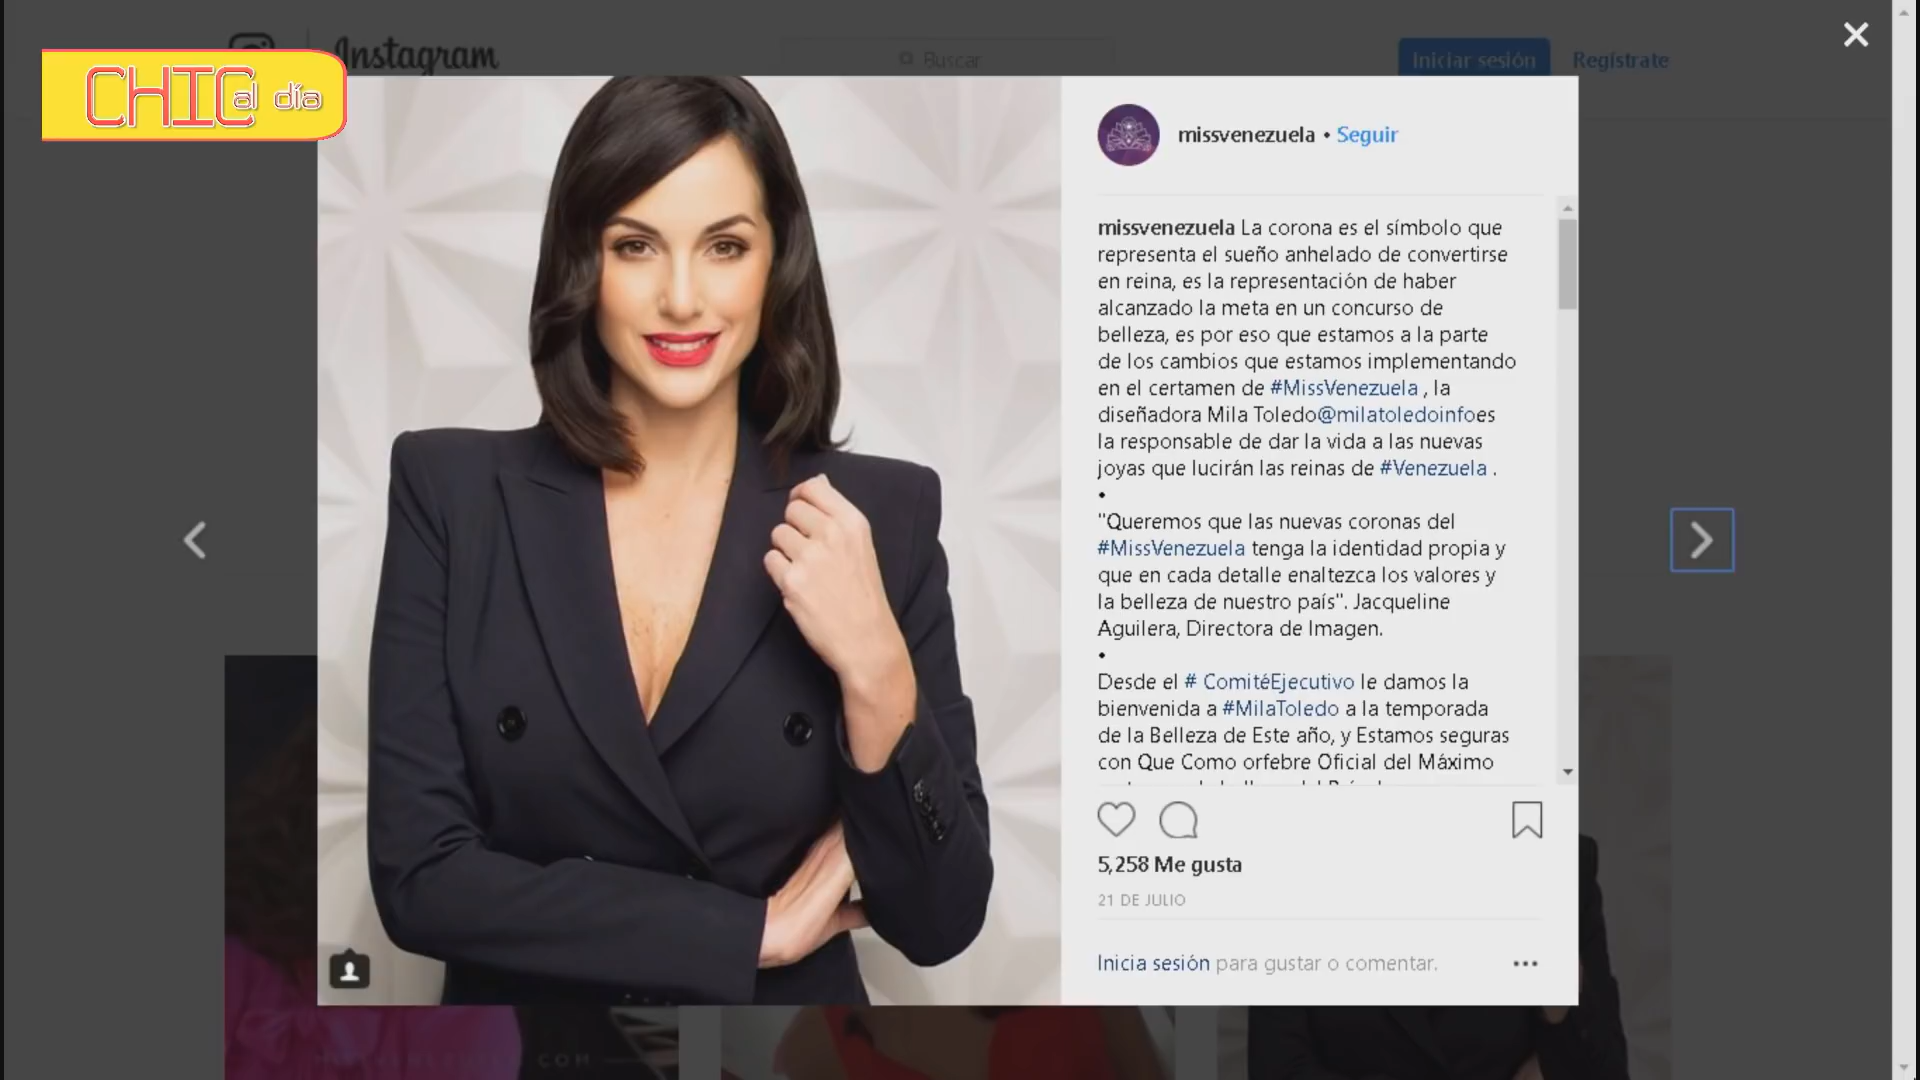 Instagram
Buscar
Iniciar sesión
Regístrate
CHIC al día
missvenezuela • Seguir
missvenezuela La corona es el símbolo que
representa el sueño anhelado de convertirse
en reina, es la representación de haber
alcanzado la meta en un concurso de
belleza, es por eso que estamos a la parte
de los cambios que estamos implementando
en el certamen de #MissVenezuela , la
diseñadora Mila Toledo@milatoledoinfoes
la responsable de dar la vida a las nuevas
joyas que lucirán las reinas de #Venezuela .
•
"Queremos que las nuevas coronas del
#MissVenezuela tenga la identidad propia y
que en cada detalle enaltezca los valores y
la belleza de nuestro país". Jacqueline
Aguilera, Directora de Imagen.
•
Desde el # ComitéEjecutivo le damos la
bienvenida a #MilaToledo a la temporada
de la Belleza de Este año, y Estamos seguras
con Que Como orfebre Oficial del Máximo
5,258 Me gusta
21 DE JULIO
Inicia sesión para gustar o comentar.